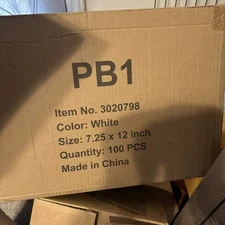 PB1
Item No. 3020798
Color: White
Size: 7.25 x 12 inch
Quantity: 100 PCS
Made in China